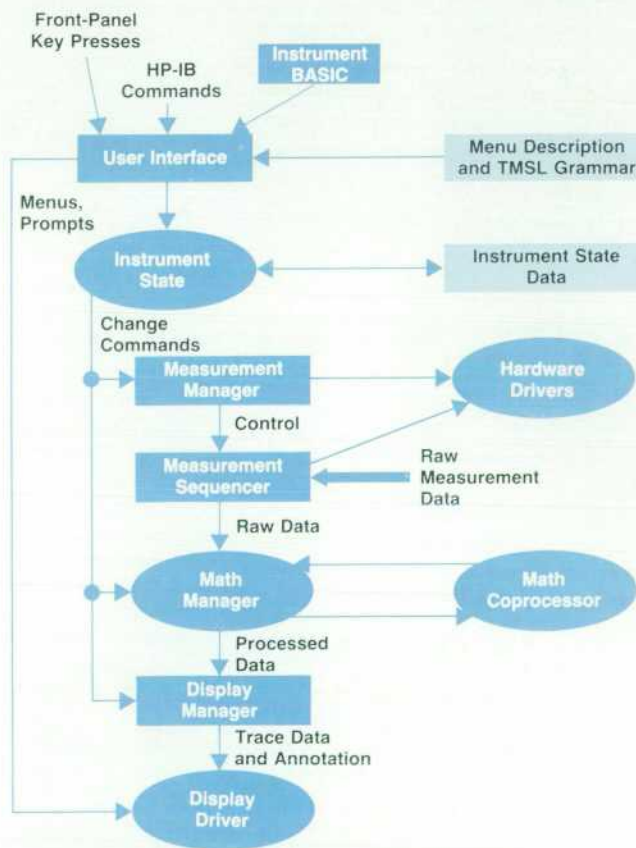 Front-Panel
Key Presses
HP-IB
Commands
Instrument
BASIC
User Interface
Menu Description
and TMSL Grammar
Menus,
Prompts
Instrument
State
Instrument State
Data
Change
Commands
Measurement
Manager
Hardware
Drivers
Control
Measurement
Sequencer
Raw
Measurement
Data
Raw Data
Math
Manager
Math
Coprocessor
Processed
Data
Display
Manager
Trace Data
and Annotation
Display
Driver